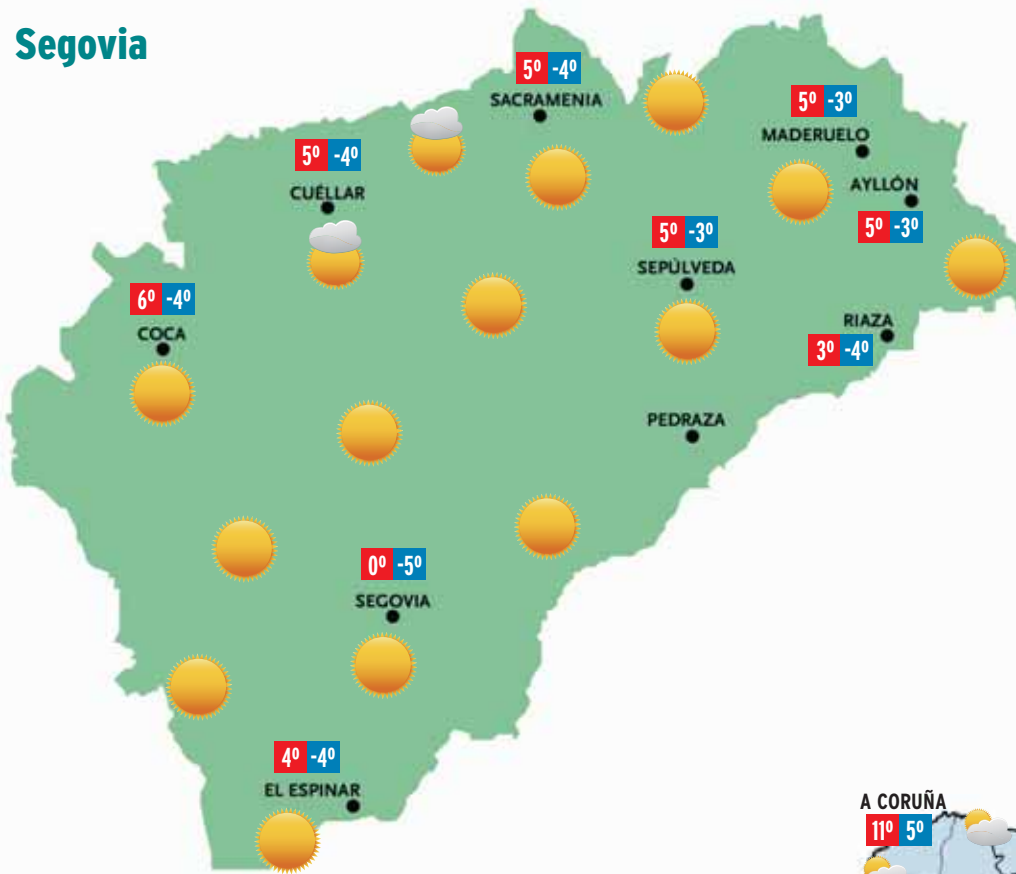 Segovia
5º -4º
SACRAMENIA
5º -3º
MADERUELO
5º -4º
CUÉLLAR
AYLLÓN
5º -3º
5º -3º
SEPÚLVEDA
6º -4º
COCA
RIAZA
3º -4º
PEDRAZA
0º -5º
SEGOVIA
4º -4º
EL ESPINAR
A CORUÑA
11º 5º